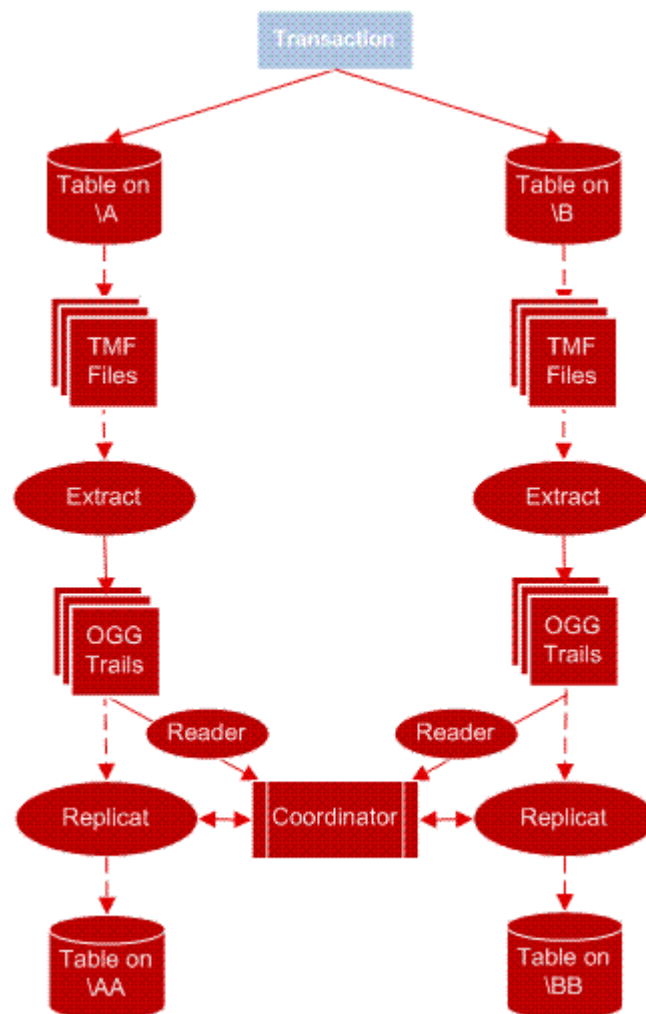 Transaction
Table on
\A
Table on
\B
TMF
Files
TMF
Files
Extract
Extract
OGG
Trails
OGG
Trails
Reader
Reader
Replicat
Coordinator
Replicat
Table on
\AA
Table on
\BB